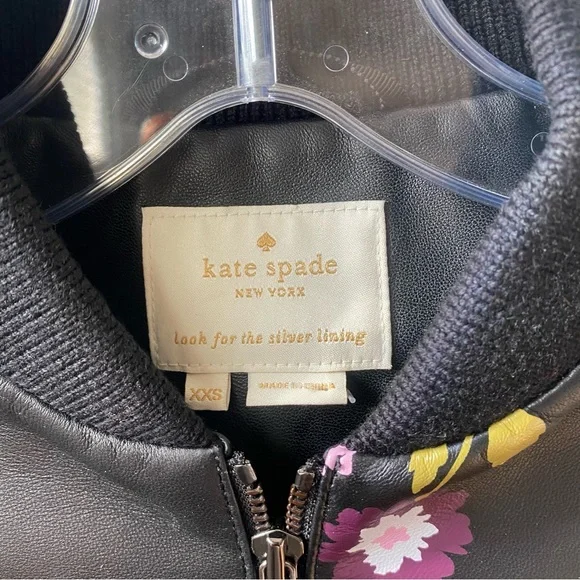 kate spade
NEW YORK
look for the silver lining
XXS
MADE IN CHINA